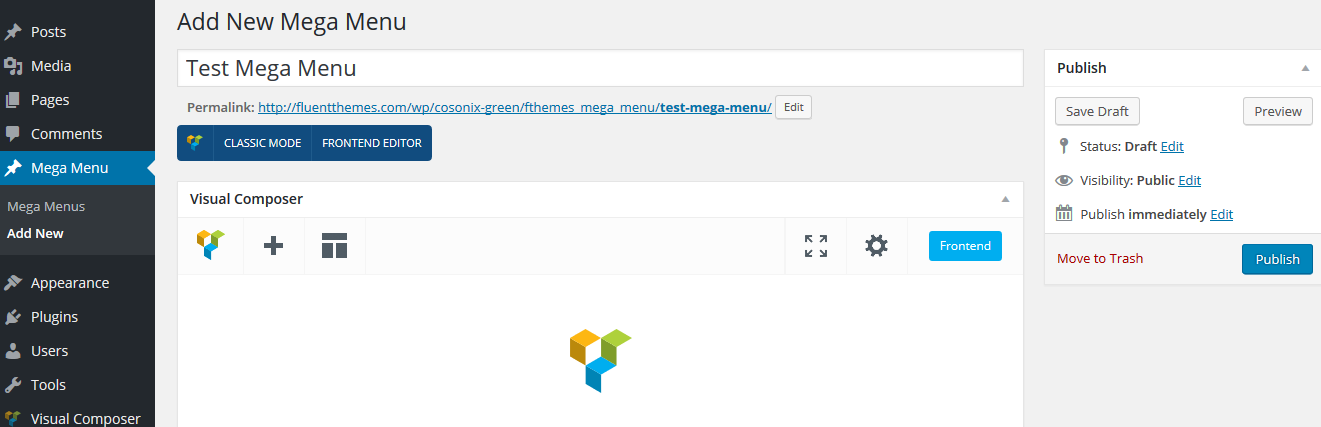 Posts
Media
Pages
Comments
Mega Menu
Mega Menus
Add New
Appearance
Plugins
Users
Tools
Visual Composer
Add New Mega Menu
Test Mega Menu
Permalink: http://fluentthemes.com/wp/cosonix-green/fthemes_mega_menu/test-mega-menu/ Edit
CLASSIC MODE FRONTEND EDITOR
Visual Composer
Frontend
Publish
Save Draft Preview
Status: Draft Edit
Visibility: Public Edit
Publish immediately Edit
Move to Trash Publish